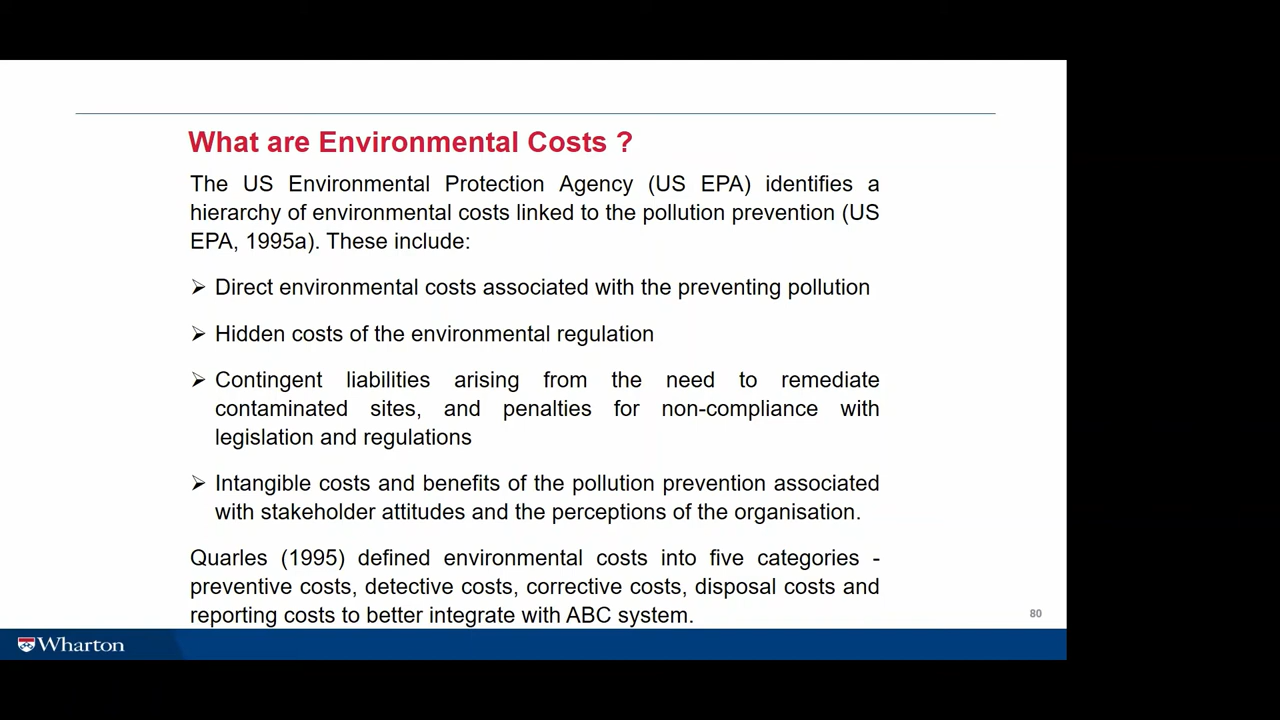 What are Environmental Costs ?
The US Environmental Protection Agency (US EPA) identifies a
hierarchy of environmental costs linked to the pollution prevention (US
EPA, 1995a). These include:
➢ Direct environmental costs associated with the preventing pollution
➢ Hidden costs of the environmental regulation
➢ Contingent liabilities arising from the need to remediate
contaminated sites, and penalties for non-compliance with
legislation and regulations
➢ Intangible costs and benefits of the pollution prevention associated
with stakeholder attitudes and the perceptions of the organisation.
Quarles (1995) defined environmental costs into five categories -
preventive costs, detective costs, corrective costs, disposal costs and
reporting costs to better integrate with ABC system.
80
Wharton